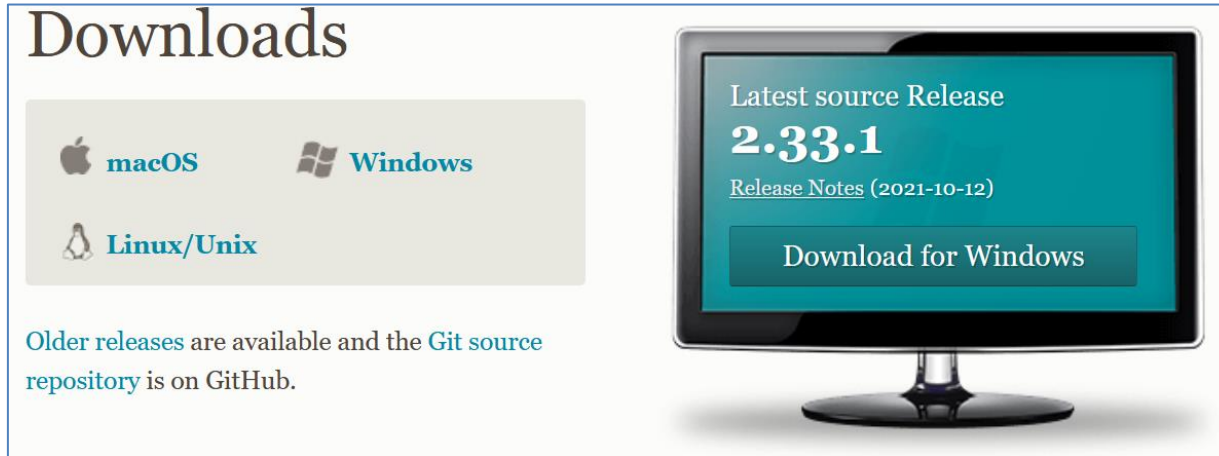 Downloads
macOS
Windows
Linux/Unix
Older releases are available and the Git source
repository is on GitHub.
Latest source Release
2.33.1
Release Notes (2021-10-12)
Download for Windows